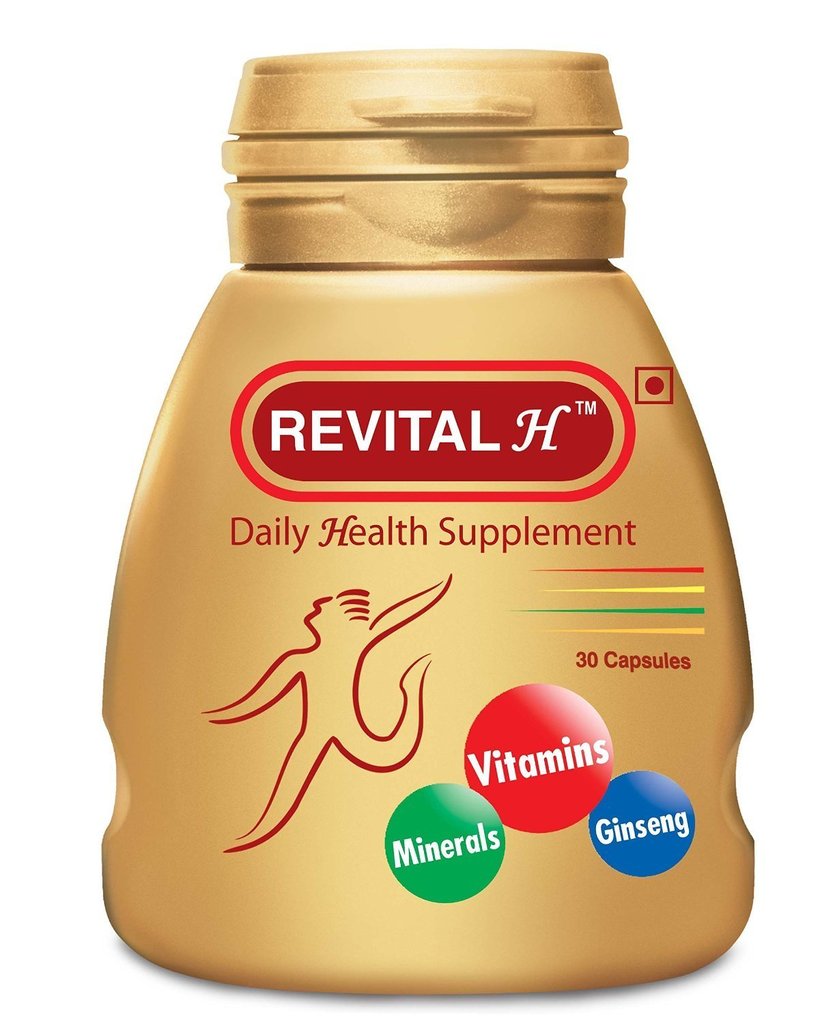 REVITAL H™
Daily Health Supplement
30 Capsules
Vitamins
Minerals
Ginseng